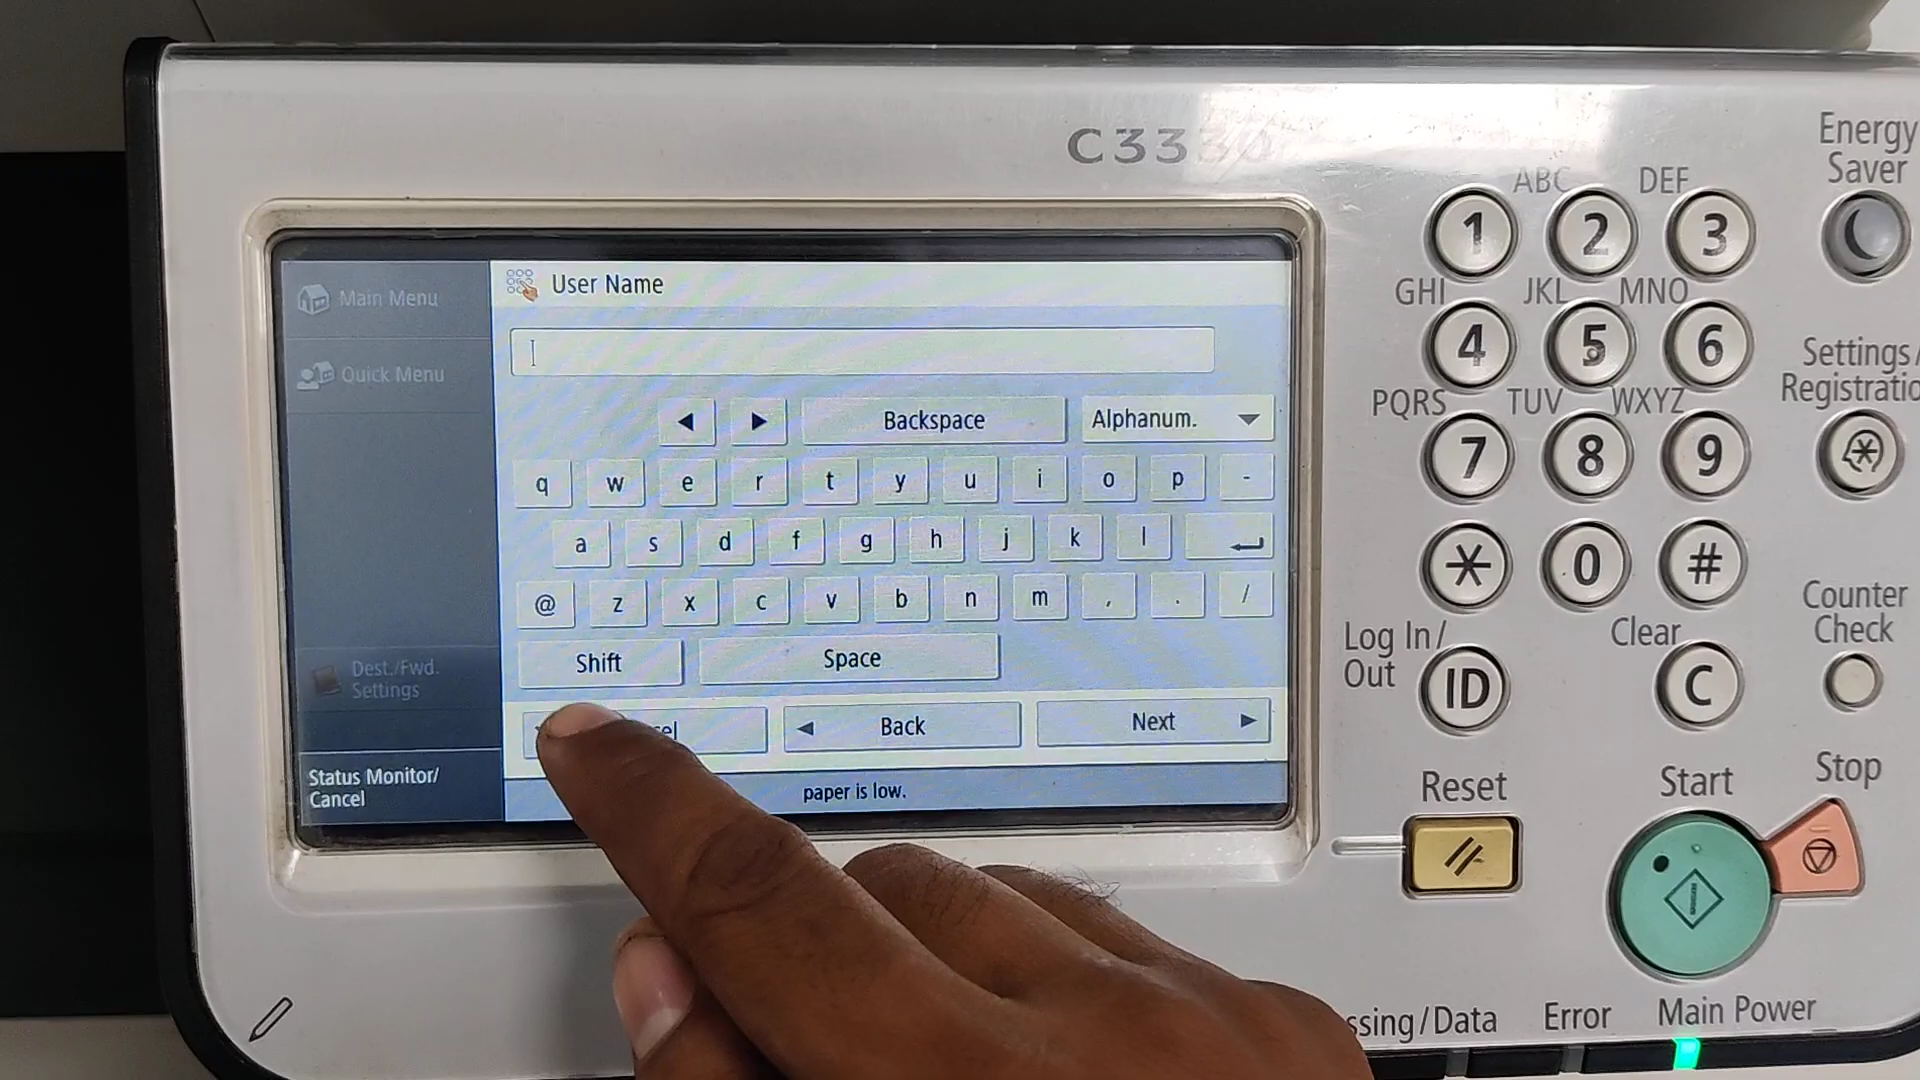 C3330
Main Menu
Quick Menu
Dest./Fwd.
Settings
Status Monitor/
Cancel
User Name
Backspace
Alphanum.
q w e r t y u i o p -
a s d f g h j k l
@ z x c v b n m , . /
Shift Space
Back Next
paper is low.
ABC DEF
1 2 3
GHI JKL MNO
4 5 6
PQRS TUV WXYZ
7 8 9
* 0 #
Log In/
Out
ID
Clear
C
Energy
Saver
Settings/
Counter
Check
Reset
Start
Stop
Error
Main Power